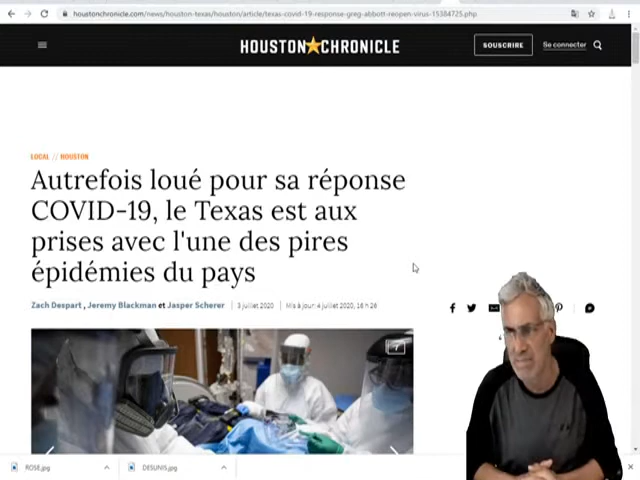 houstonchronicle.com/news/houston-texas/houston/article/texas-covid-19-response-greg-abbott-reopen-virus-15384725.php
HOUSTON CHRONICLE
SOUSCRIRE
Se connecter
LOCAL // HOUSTON
Autrefois loué pour sa réponse
COVID-19, le Texas est aux
prises avec l'une des pires
épidémies du pays
Zach Despart , Jeremy Blackman et Jasper Scherer | 3 juillet 2020 | Mis à jour: 4 juillet 2020, 16 h 26
7
ROSE.jpg
DESUNIS.jpg